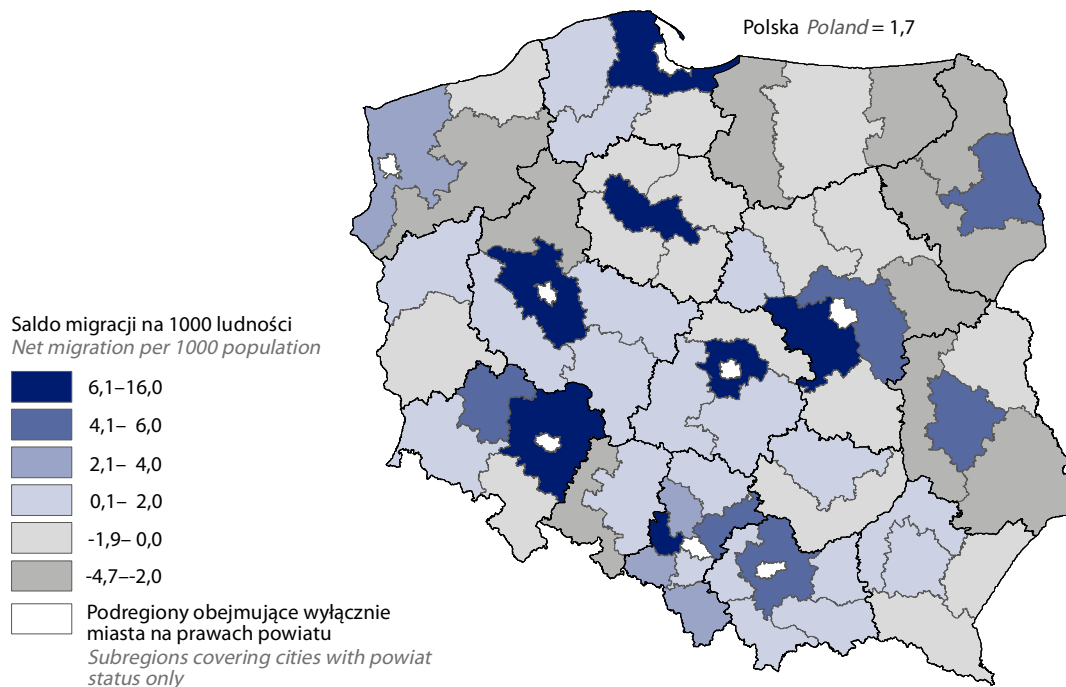 Polska Poland = 1,7
Saldo migracji na 1000 ludności
Net migration per 1000 population
6,1–16,0
4,1– 6,0
2,1– 4,0
0,1– 2,0
-1,9– 0,0
-4,7–-2,0
Podregiony obejmujące wyłącznie
miasta na prawach powiatu
Subregions covering cities with powiat
status only